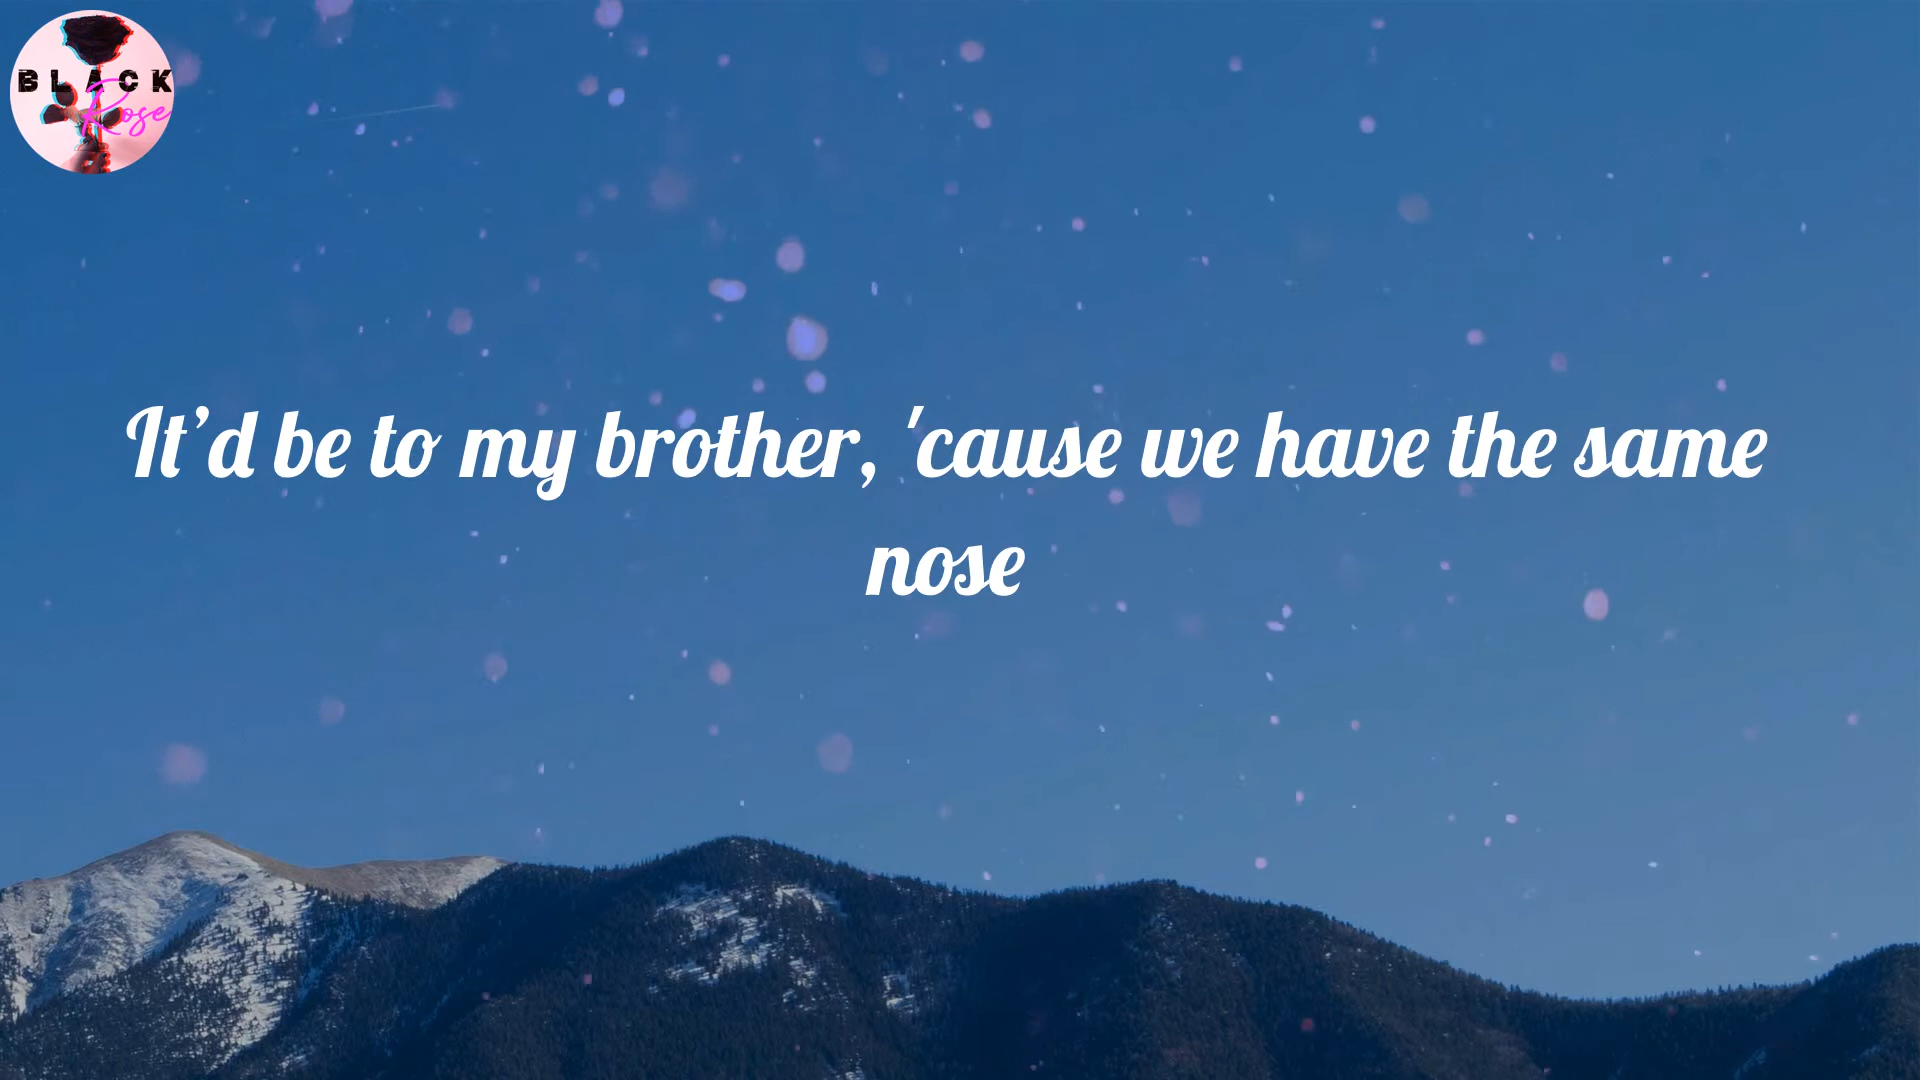 BLACK
Rose
It’d be to my brother, 'cause we have the same
nose